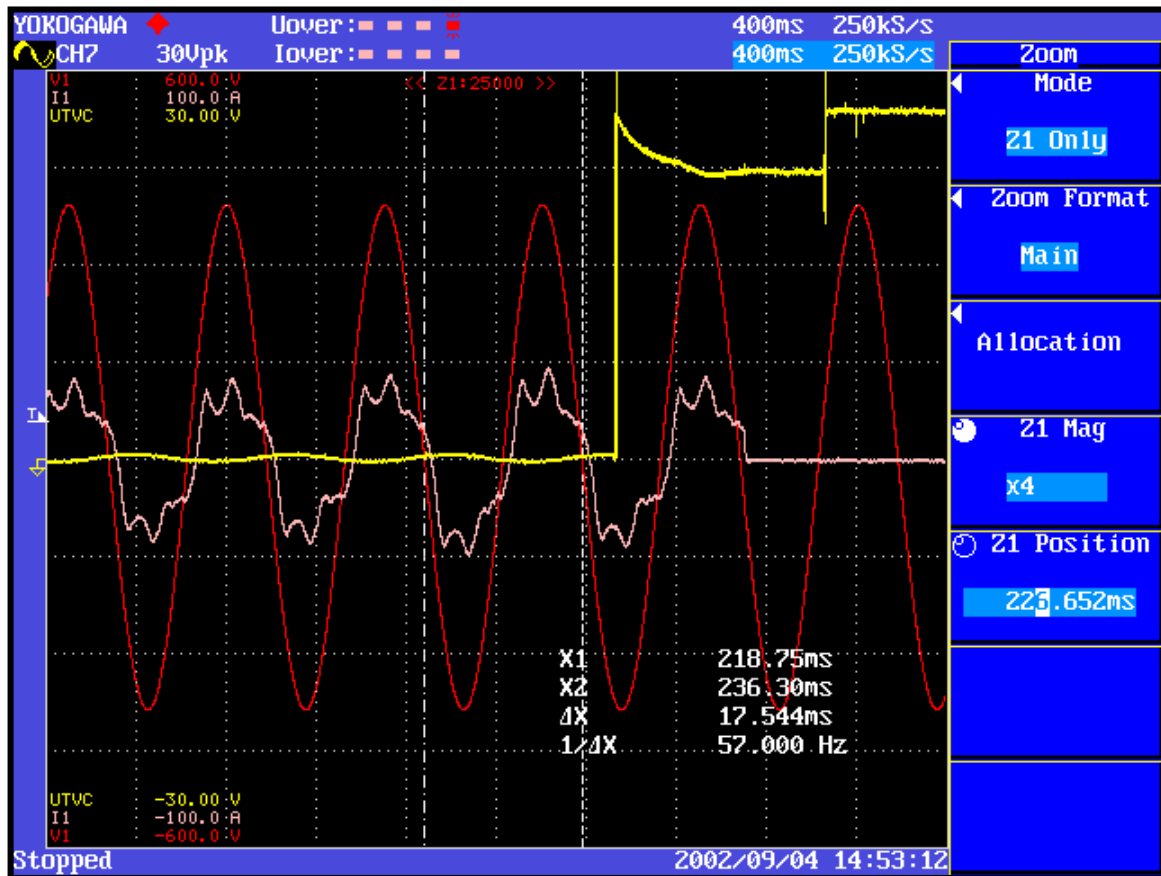 YOKOGAWA Uover: 400ms 250kS/s
CH7 30Vpk Iover: 400ms 250kS/s
Zoom
V1 600.0 V << Z1:25000 >>
I1 100.0 A
UTVC 30.00 V
Mode
Z1 Only
Zoom Format
Main
Allocation
T
Z1 Mag
x4
Z1 Position
226.652ms
X1 218.75ms
X2 236.30ms
ΔX 17.544ms
1/ΔX 57.000 Hz
UTVC -30.00 V
I1 -100.0 A
V1 -600.0 V
Stopped 2002/09/04 14:53:12